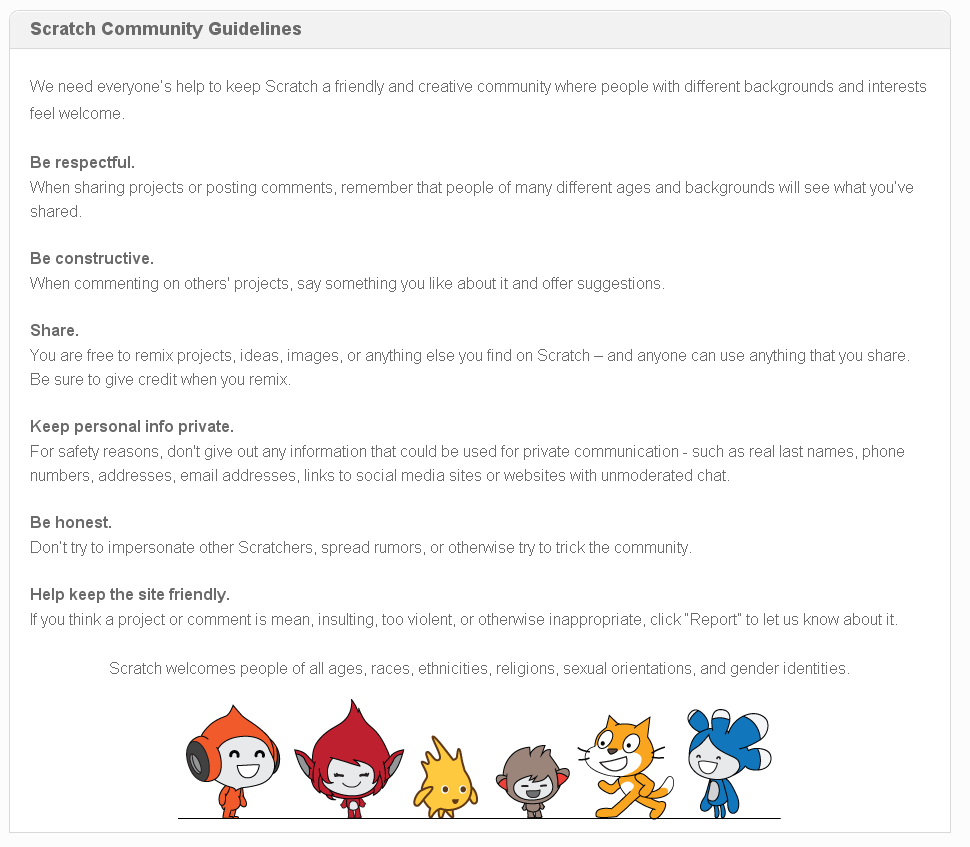 Scratch Community Guidelines
We need everyone's help to keep Scratch a friendly and creative community where people with different backgrounds and interests
feel welcome.
Be respectful.
When sharing projects or posting comments, remember that people of many different ages and backgrounds will see what you've
shared.
Be constructive.
When commenting on others' projects, say something you like about it and offer suggestions.
Share.
You are free to remix projects, ideas, images, or anything else you find on Scratch – and anyone can use anything that you share.
Be sure to give credit when you remix.
Keep personal info private.
For safety reasons, don't give out any information that could be used for private communication - such as real last names, phone
numbers, addresses, email addresses, links to social media sites or websites with unmoderated chat.
Be honest.
Don't try to impersonate other Scratchers, spread rumors, or otherwise try to trick the community.
Help keep the site friendly.
If you think a project or comment is mean, insulting, too violent, or otherwise inappropriate, click "Report" to let us know about it.
Scratch welcomes people of all ages, races, ethnicities, religions, sexual orientations, and gender identities.